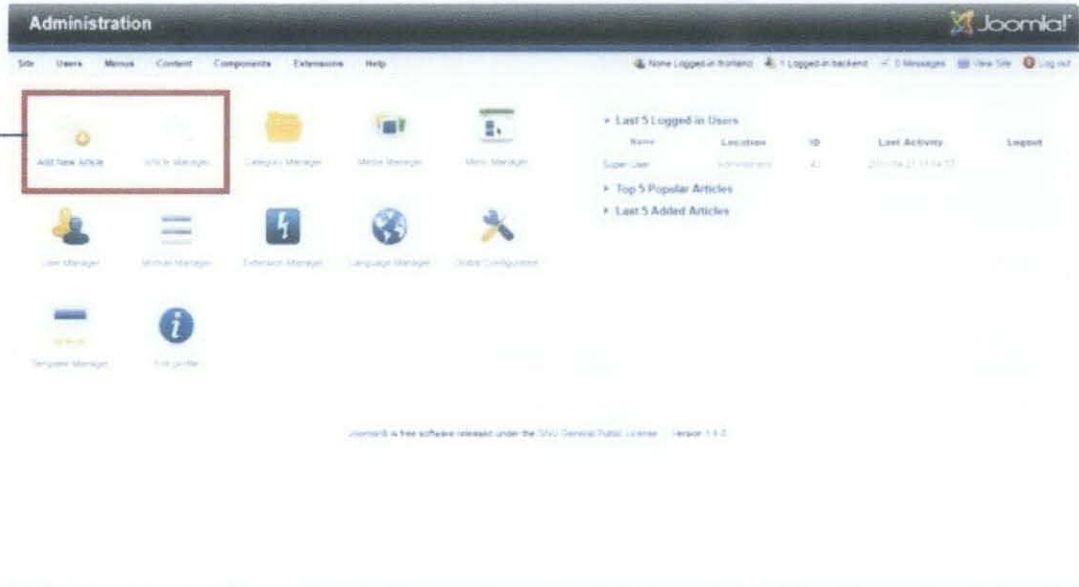 Administration
Joomla!
Site Users Menus Content Components Extensions Help
None Logged-in frontend 1 Logged-in backend 0 Messages View Site Log out
Last 5 Logged-in Users
Name Location ID Last Activity Logout
Super User Administrator 42
Top 5 Popular Articles
Last 5 Added Articles
Add New Article Article Manager Category Manager Media Manager Menu Manager
User Manager Module Manager Extension Manager Language Manager Global Configuration
Template Manager Edit profile
Joomla!® is free software released under the GNU General Public License. Version